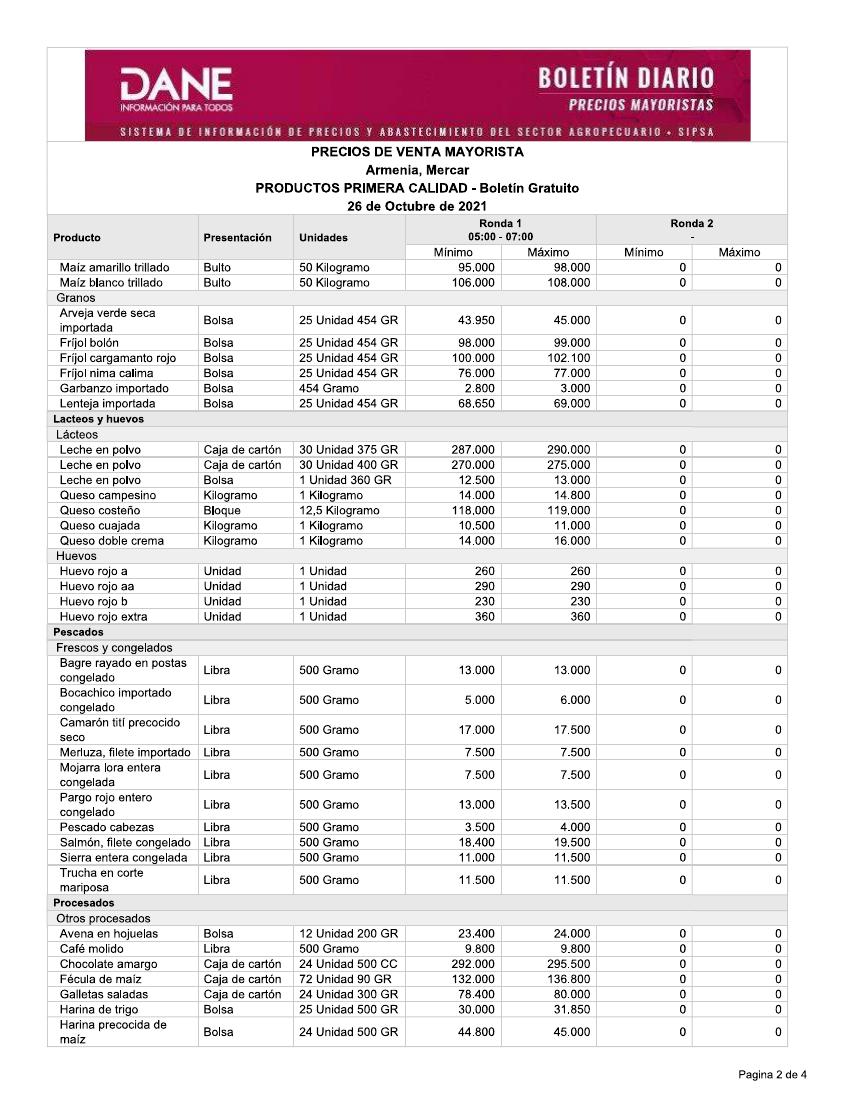 DANE
INFORMACIÓN PARA TODOS
BOLETÍN DIARIO
PRECIOS MAYORISTAS
SISTEMA DE INFORMACIÓN DE PRECIOS Y ABASTECIMIENTO DEL SECTOR AGROPECUARIO • SIPSA
PRECIOS DE VENTA MAYORISTA
Armenia, Mercar
PRODUCTOS PRIMERA CALIDAD - Boletín Gratuito
26 de Octubre de 2021
Producto Presentación Unidades Ronda 1 Ronda 2
05:00 - 07:00 -
Mínimo Máximo Mínimo Máximo
Maíz amarillo trillado Bulto 50 Kilogramo 95.000 98.000 0 0
Maíz blanco trillado Bulto 50 Kilogramo 106.000 108.000 0 0
Granos
Arveja verde seca
importada Bolsa 25 Unidad 454 GR 43.950 45.000 0 0
Fríjol bolón Bolsa 25 Unidad 454 GR 98.000 99.000 0 0
Fríjol cargamanto rojo Bolsa 25 Unidad 454 GR 100.000 102.100 0 0
Fríjol nima calima Bolsa 25 Unidad 454 GR 76.000 77.000 0 0
Garbanzo importado Bolsa 454 Gramo 2.800 3.000 0 0
Lenteja importada Bolsa 25 Unidad 454 GR 68.650 69.000 0 0
Lacteos y huevos
Lácteos
Leche en polvo Caja de cartón 30 Unidad 375 GR 287.000 290.000 0 0
Leche en polvo Caja de cartón 30 Unidad 400 GR 270.000 275.000 0 0
Leche en polvo Bolsa 1 Unidad 360 GR 12.500 13.000 0 0
Queso campesino Kilogramo 1 Kilogramo 14.000 14.800 0 0
Queso costeño Bloque 12,5 Kilogramo 118.000 119.000 0 0
Queso cuajada Kilogramo 1 Kilogramo 10.500 11.000 0 0
Queso doble crema Kilogramo 1 Kilogramo 14.000 16.000 0 0
Huevos
Huevo rojo a Unidad 1 Unidad 260 260 0 0
Huevo rojo aa Unidad 1 Unidad 290 290 0 0
Huevo rojo b Unidad 1 Unidad 230 230 0 0
Huevo rojo extra Unidad 1 Unidad 360 360 0 0
Pescados
Frescos y congelados
Bagre rayado en postas
congelado Libra 500 Gramo 13.000 13.000 0 0
Bocachico importado
congelado Libra 500 Gramo 5.000 6.000 0 0
Camarón tití precocido
seco Libra 500 Gramo 17.000 17.500 0 0
Merluza, filete importado Libra 500 Gramo 7.500 7.500 0 0
Mojarra lora entera
congelada Libra 500 Gramo 7.500 7.500 0 0
Pargo rojo entero
congelado Libra 500 Gramo 13.000 13.500 0 0
Pescado cabezas Libra 500 Gramo 3.500 4.000 0 0
Salmón, filete congelado Libra 500 Gramo 18.400 19.500 0 0
Sierra entera congelada Libra 500 Gramo 11.000 11.500 0 0
Trucha en corte
mariposa Libra 500 Gramo 11.500 11.500 0 0
Procesados
Otros procesados
Avena en hojuelas Bolsa 12 Unidad 200 GR 23.400 24.000 0 0
Café molido Libra 500 Gramo 9.800 9.800 0 0
Chocolate amargo Caja de cartón 24 Unidad 500 CC 292.000 295.500 0 0
Fécula de maíz Caja de cartón 72 Unidad 90 GR 132.000 136.800 0 0
Galletas saladas Caja de cartón 24 Unidad 300 GR 78.400 80.000 0 0
Harina de trigo Bolsa 25 Unidad 500 GR 30.000 31.850 0 0
Harina precocida de
maíz Bolsa 24 Unidad 500 GR 44.800 45.000 0 0
Pagina 2 de 4